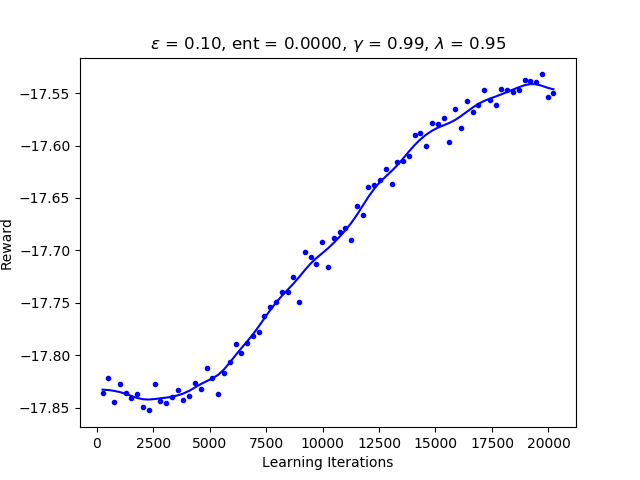 ε = 0.10, ent = 0.0000, γ = 0.99, λ = 0.95
−17.55
−17.60
−17.65
−17.70
−17.75
−17.80
−17.85
Reward
0 2500 5000 7500 10000 12500 15000 17500 20000
Learning Iterations